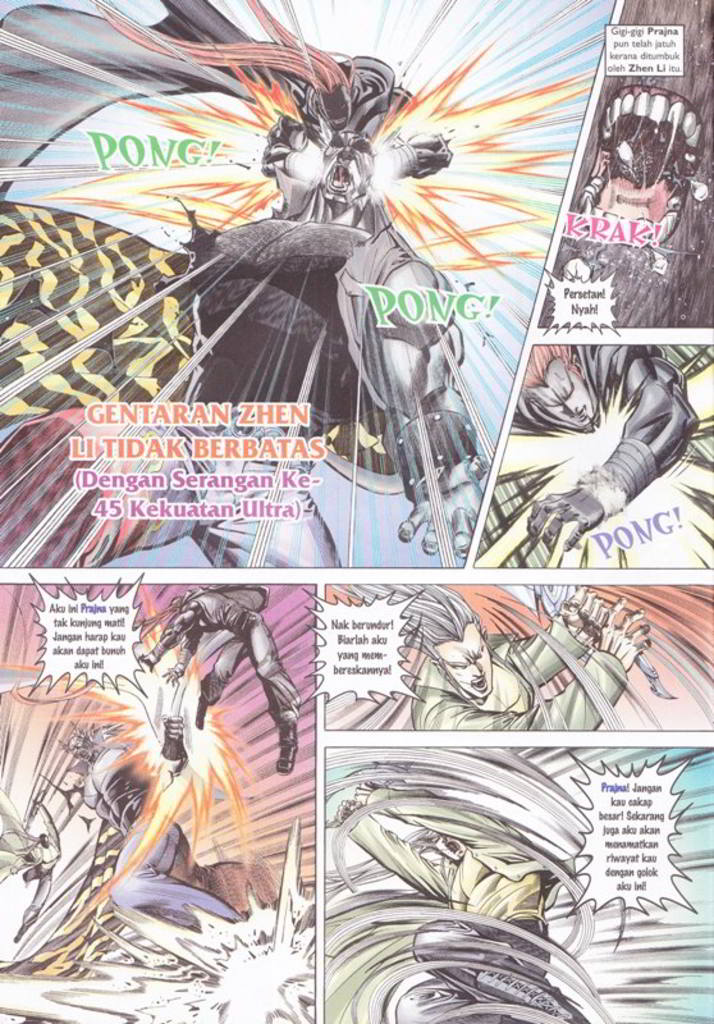 PONG!
PONG!
GENTARAN ZHEN
LI TIDAK BERBATAS
(Dengan Serangan Ke-
45 Kekuatan Ultra)
Gigi-gigi Prajna
pun telah jatuh
kerana ditumbuk
oleh Zhen Li itu.
KRAK!
Persetan!
Nyah!
PONG!
Aku ini Prajna yang
tak kunjung mati!
Jangan harap kau
akan dapat bunuh
aku ini!
Nak berundur!
Biarlah aku
yang mem-
bereskannya!
Prajna! Jangan
kau cakap
besar! Sekarang
juga aku akan
menamatkan
riwayat kau
dengan golok
aku ini!